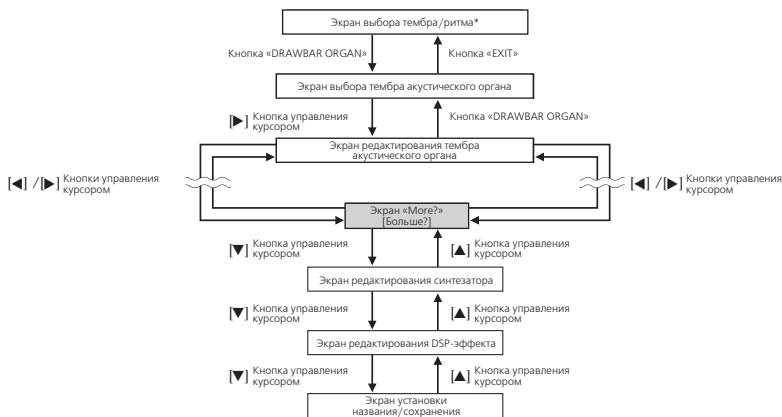 Экран выбора тембра/ритма*
Кнопка «DRAWBAR ORGAN»
Кнопка «EXIT»
Экран выбора тембра акустического органа
[▶] Кнопка управления
курсором
Кнопка «DRAWBAR ORGAN»
Экран редактирования тембра
акустического органа
[◀] / [▶] Кнопки управления
курсором
[◀] / [▶] Кнопки управления
курсором
Экран «More?»
[Больше?]
[▼] Кнопка управления
курсором
[▲] Кнопка управления
курсором
Экран редактирования синтезатора
[▼] Кнопка управления
курсором
[▲] Кнопка управления
курсором
Экран редактирования DSP-эффекта
[▼] Кнопка управления
курсором
[▲] Кнопка управления
курсором
Экран установки
названия/сохранения